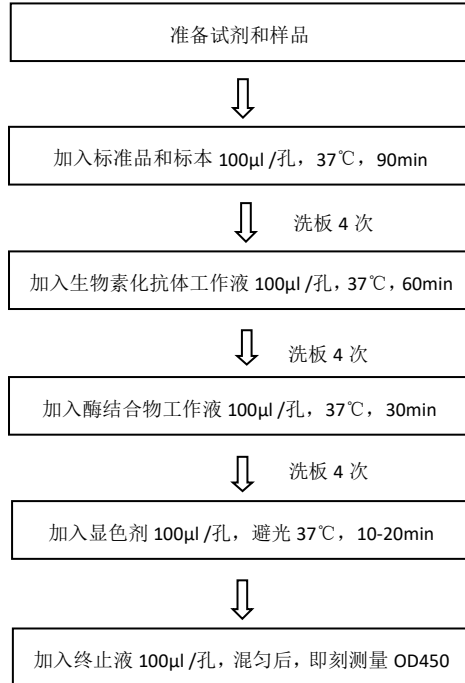 准备试剂和样品
加入标准品和标本 100μl /孔，37℃，90min
洗板 4 次
加入生物素化抗体工作液 100μl /孔，37℃，60min
洗板 4 次
加入酶结合物工作液 100μl /孔，37℃，30min
洗板 4 次
加入显色剂 100μl /孔，避光 37℃，10-20min
加入终止液 100μl /孔，混匀后，即刻测量 OD450